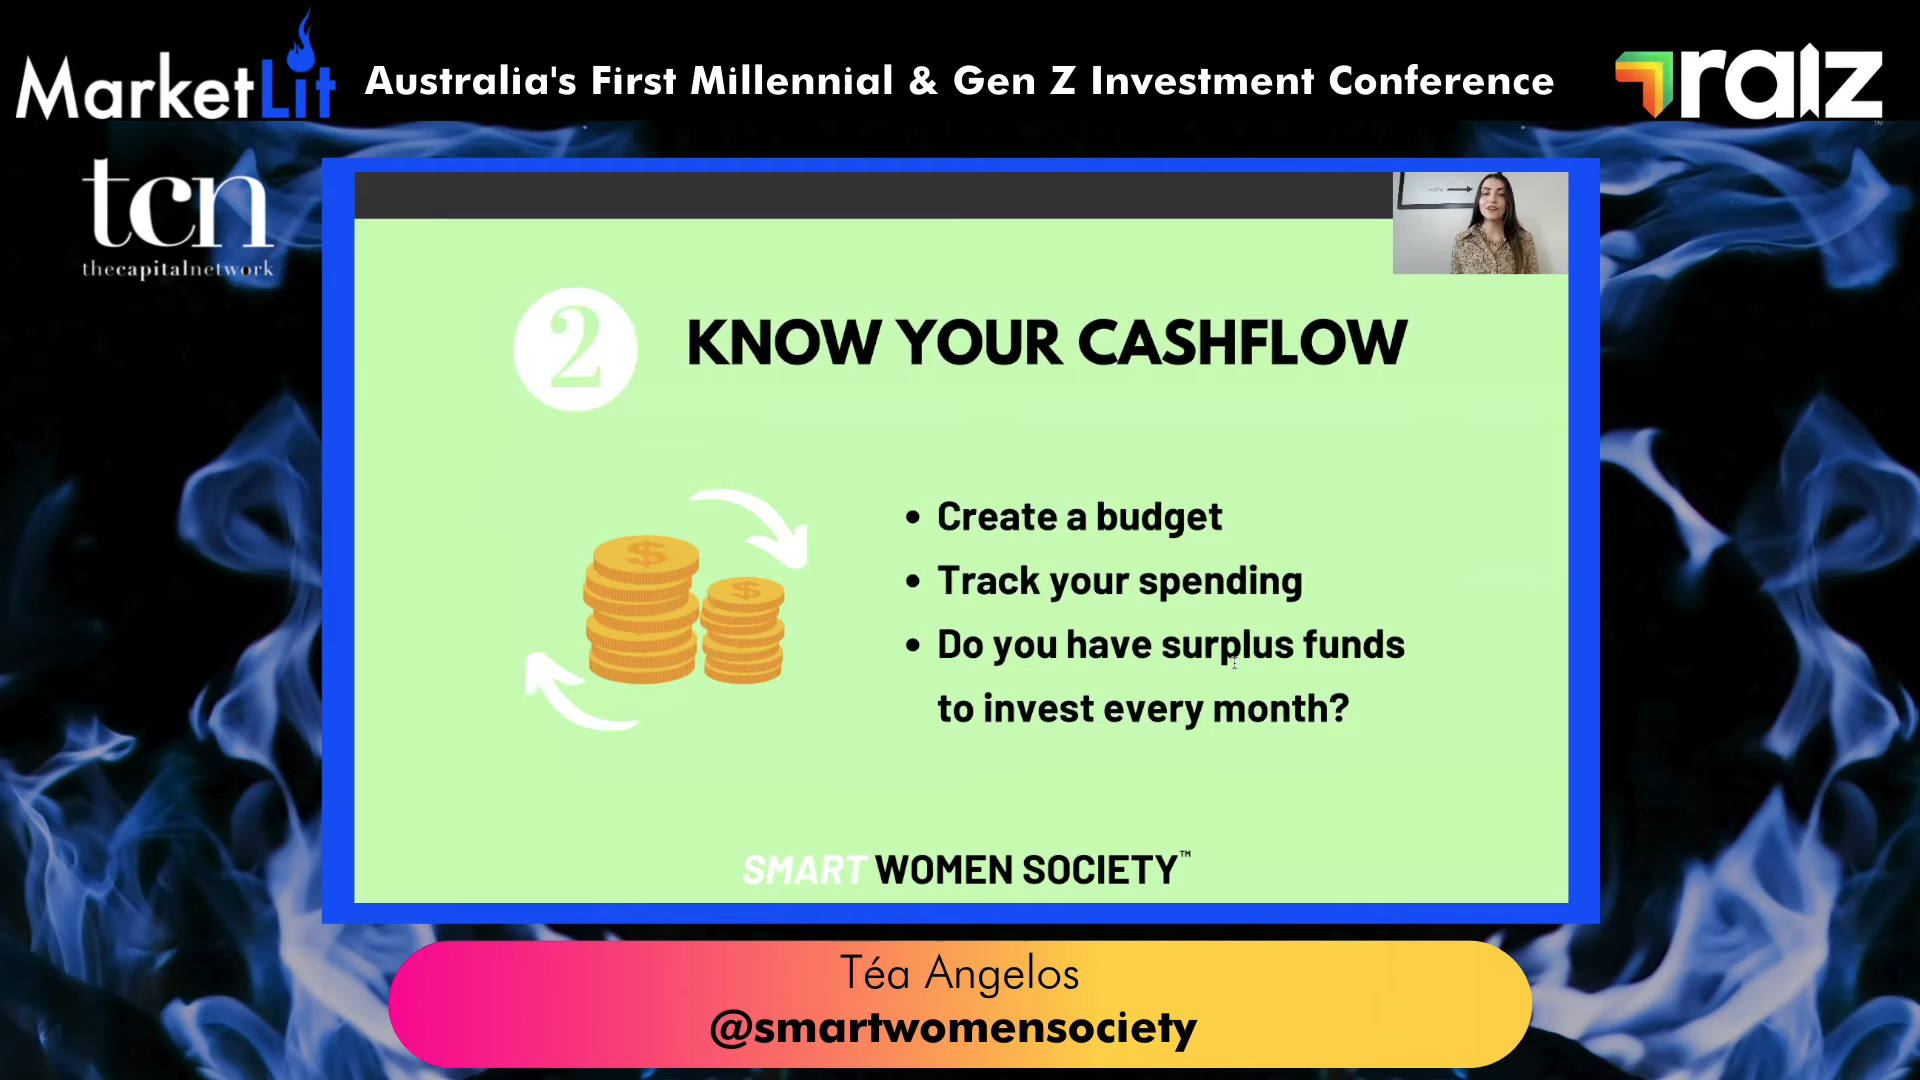 MarketLit
Australia's First Millennial & Gen Z Investment Conference
raiz
tcn
thecapitalnetwork
2
KNOW YOUR CASHFLOW
$
$
• Create a budget
• Track your spending
• Do you have surplus funds
to invest every month?
SMART WOMEN SOCIETY™
Téa Angelos
@smartwomensociety